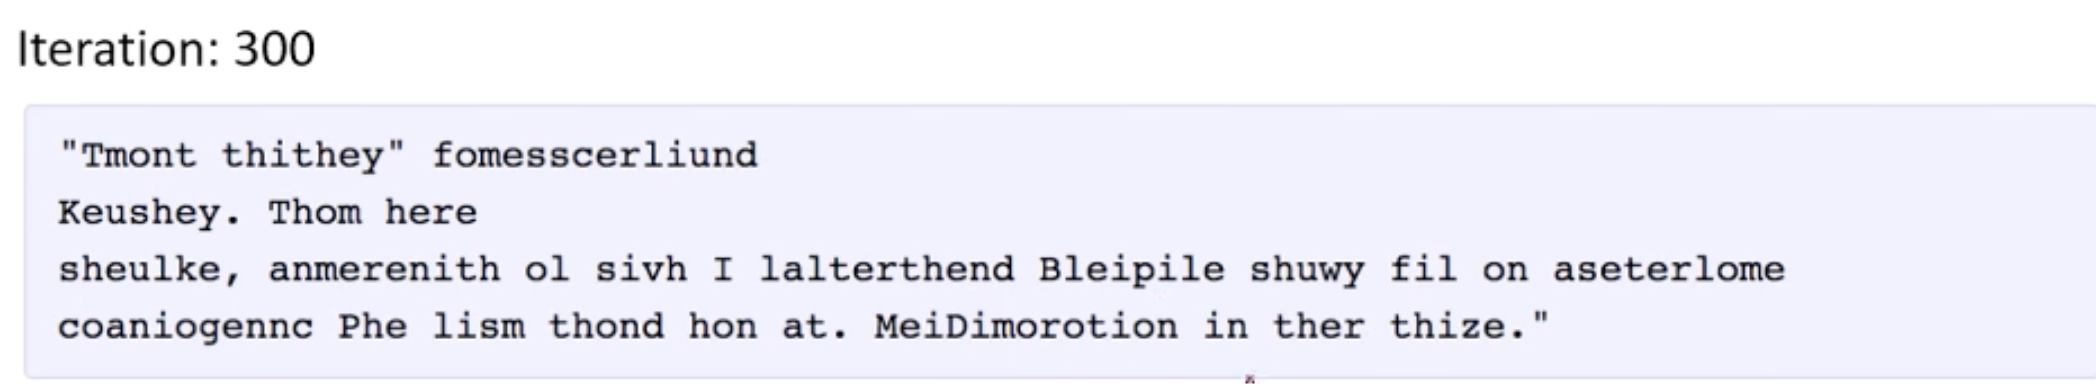 Iteration: 300
"Tmont thithey" fomesscerliund
Keushey. Thom here
sheulke, anmerenith ol sivh I lalterthend Bleipile shuwy fil on aseterlome
coaniogennc Phe lism thond hon at. MeiDimorotion in ther thize."